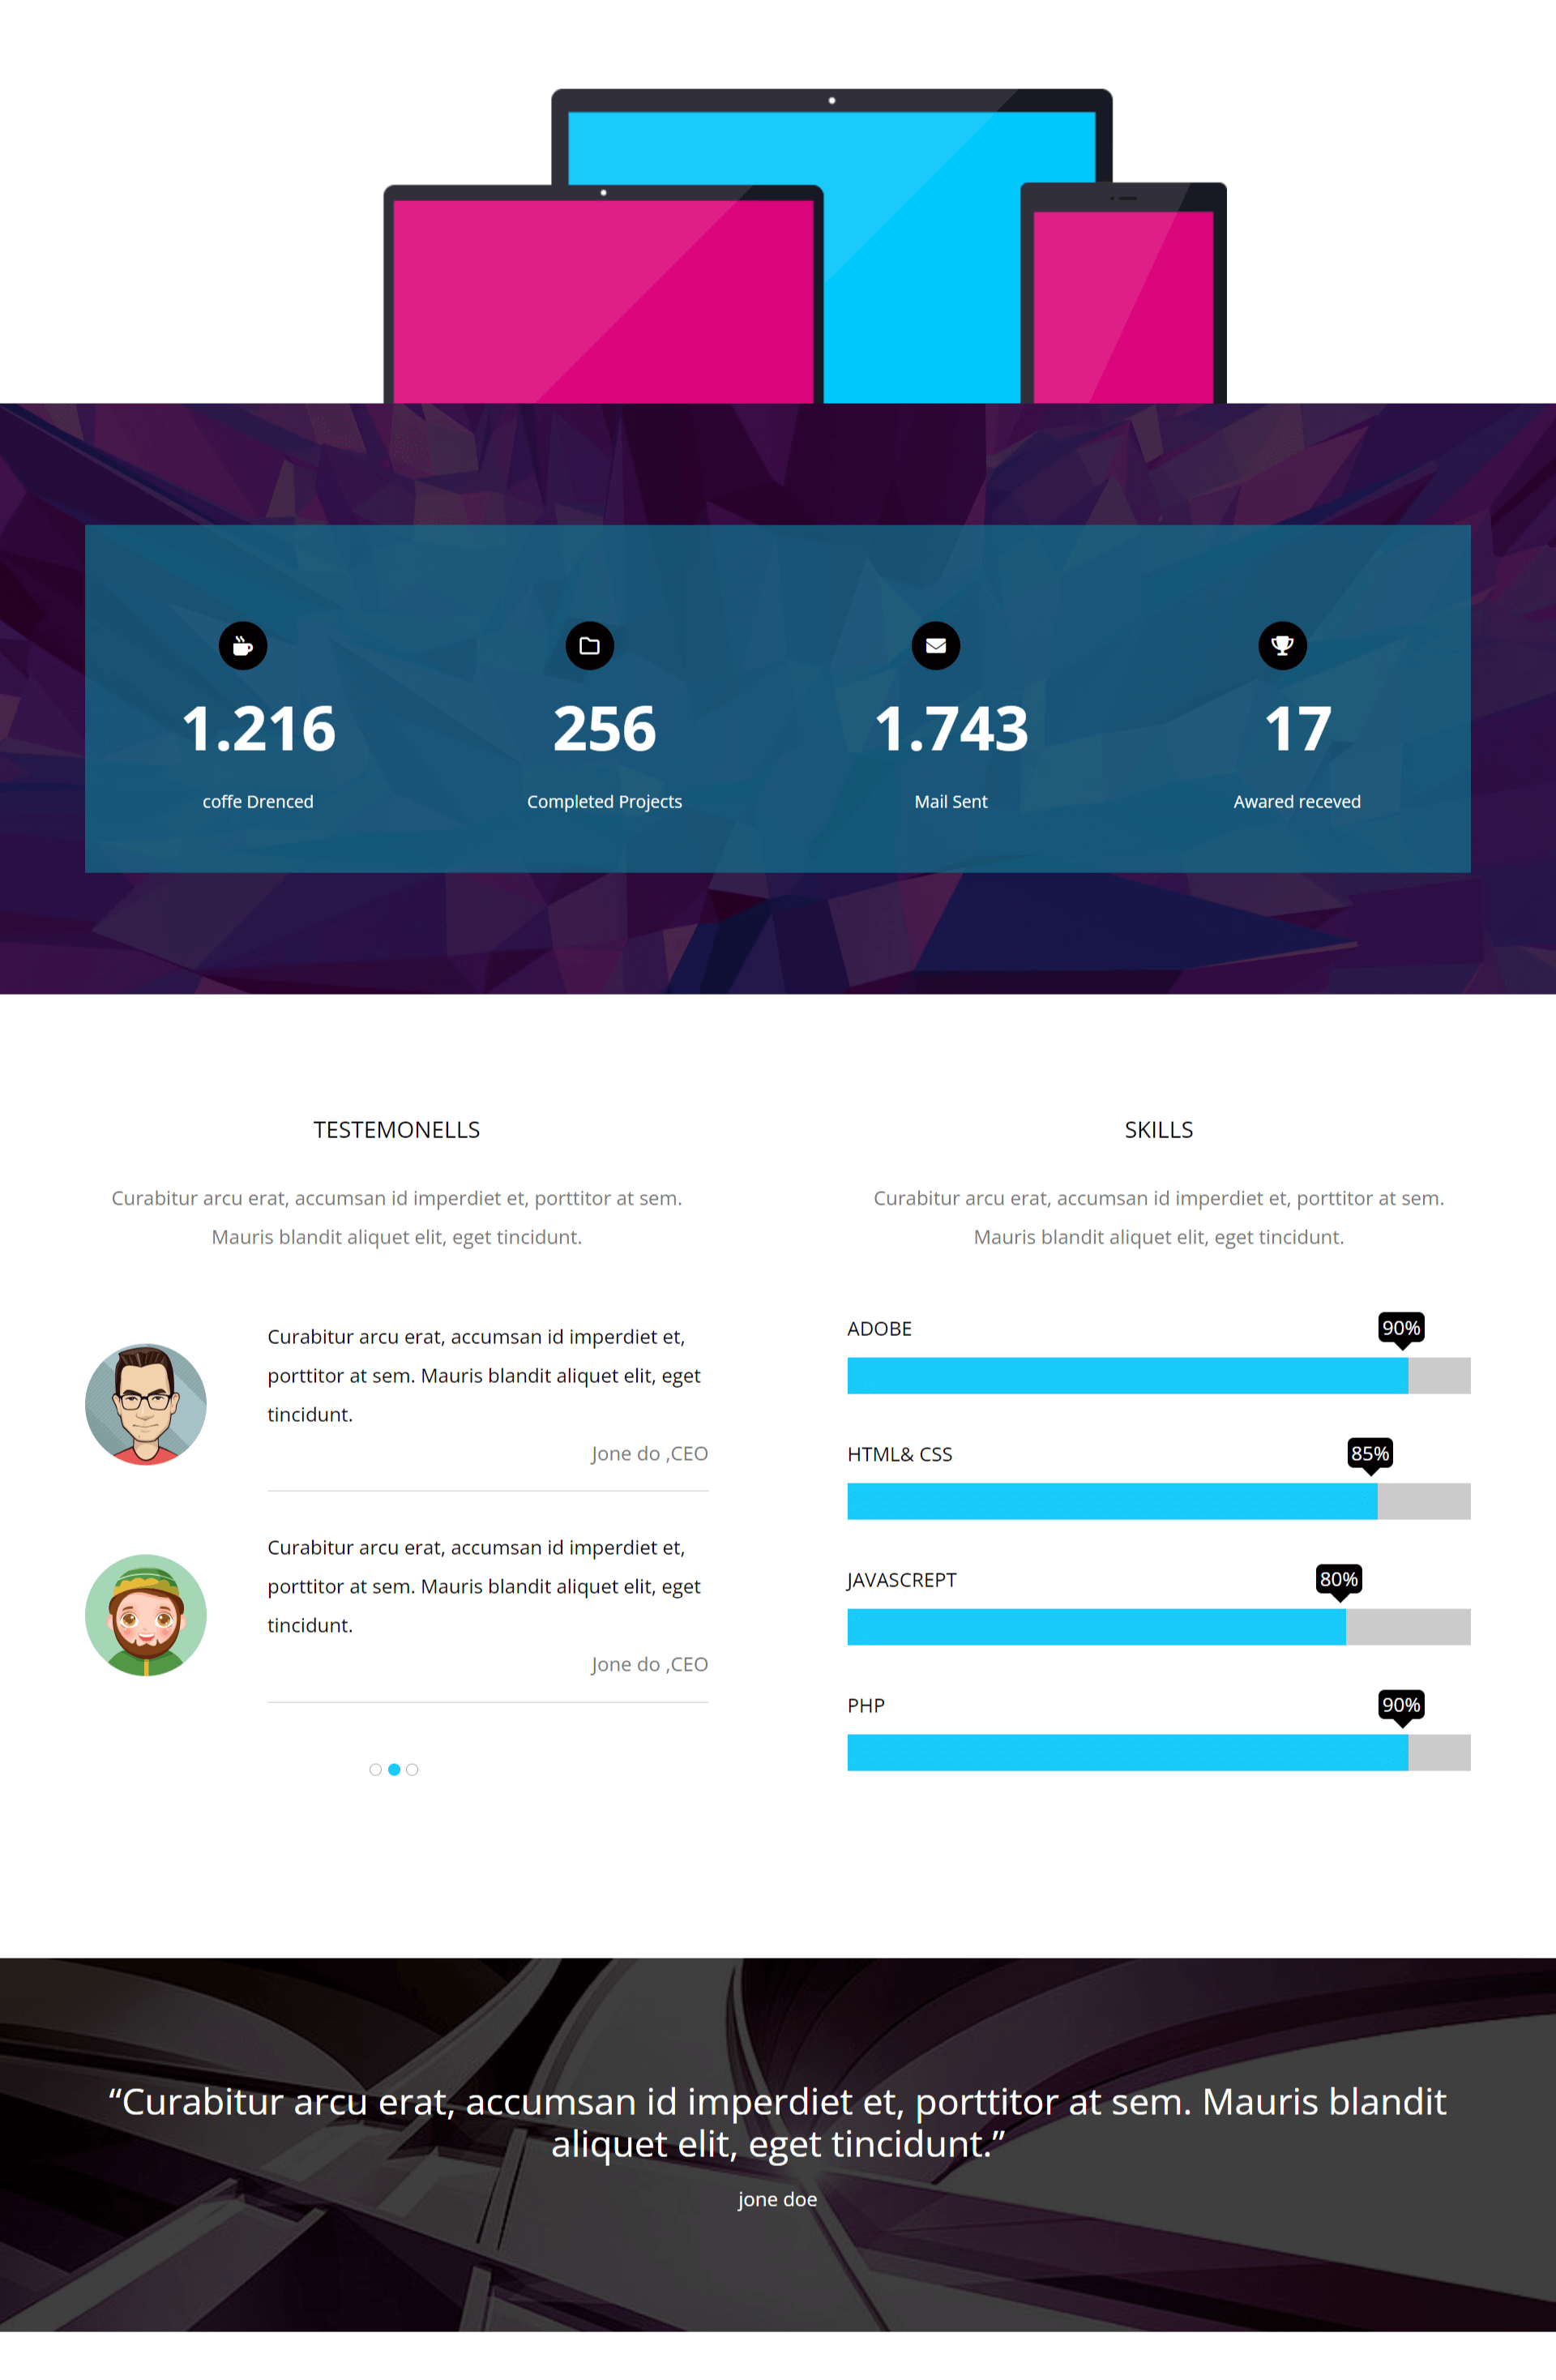 1.216
256
1.743
17
coffe Drenced
Completed Projects
Mail Sent
Awared receved
TESTEMONELLS
Curabitur arcu erat, accumsan id imperdiet et, porttitor at sem.
Mauris blandit aliquet elit, eget tincidunt.
Curabitur arcu erat, accumsan id imperdiet et,
porttitor at sem. Mauris blandit aliquet elit, eget
tincidunt.
Jone do ,CEO
Curabitur arcu erat, accumsan id imperdiet et,
porttitor at sem. Mauris blandit aliquet elit, eget
tincidunt.
Jone do ,CEO
SKILLS
Curabitur arcu erat, accumsan id imperdiet et, porttitor at sem.
Mauris blandit aliquet elit, eget tincidunt.
ADOBE
90%
HTML& CSS
85%
JAVASCREPT
80%
PHP
90%
“Curabitur arcu erat, accumsan id imperdiet et, porttitor at sem. Mauris blandit
aliquet elit, eget tincidunt.”
jone doe